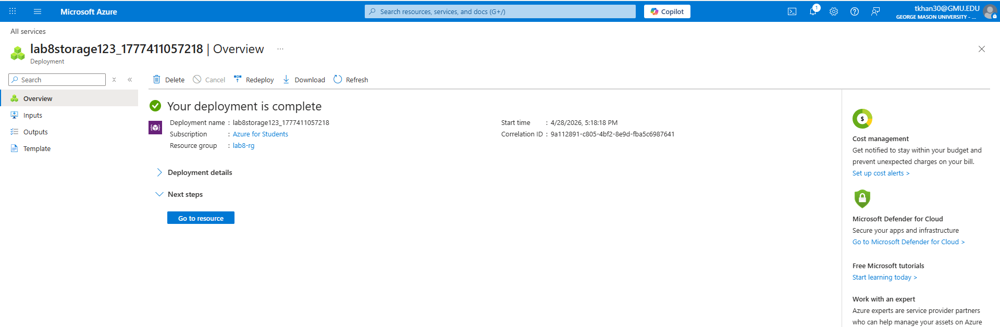 Microsoft Azure
Search resources, services, and docs (G+/)
Copilot
1
tkhan30@GMU.EDU
GEORGE MASON UNIVERSITY - ...
All services
lab8storage123_1777411057218 | Overview ...
Deployment
Search
Delete
Cancel
Redeploy
Download
Refresh
Overview
Inputs
Outputs
Template
Your deployment is complete
Deployment name : lab8storage123_1777411057218
Subscription : Azure for Students
Resource group : lab8-rg
Start time : 4/28/2026, 5:18:18 PM
Correlation ID : 9a112891-c805-4bf2-8e9d-fba5c6987641
Deployment details
Next steps
Go to resource
$
Cost management
Get notified to stay within your budget and
prevent unexpected charges on your bill.
Set up cost alerts >
Microsoft Defender for Cloud
Secure your apps and infrastructure
Go to Microsoft Defender for Cloud >
Free Microsoft tutorials
Start learning today >
Work with an expert
Azure experts are service provider partners
who can help manage your assets on Azure